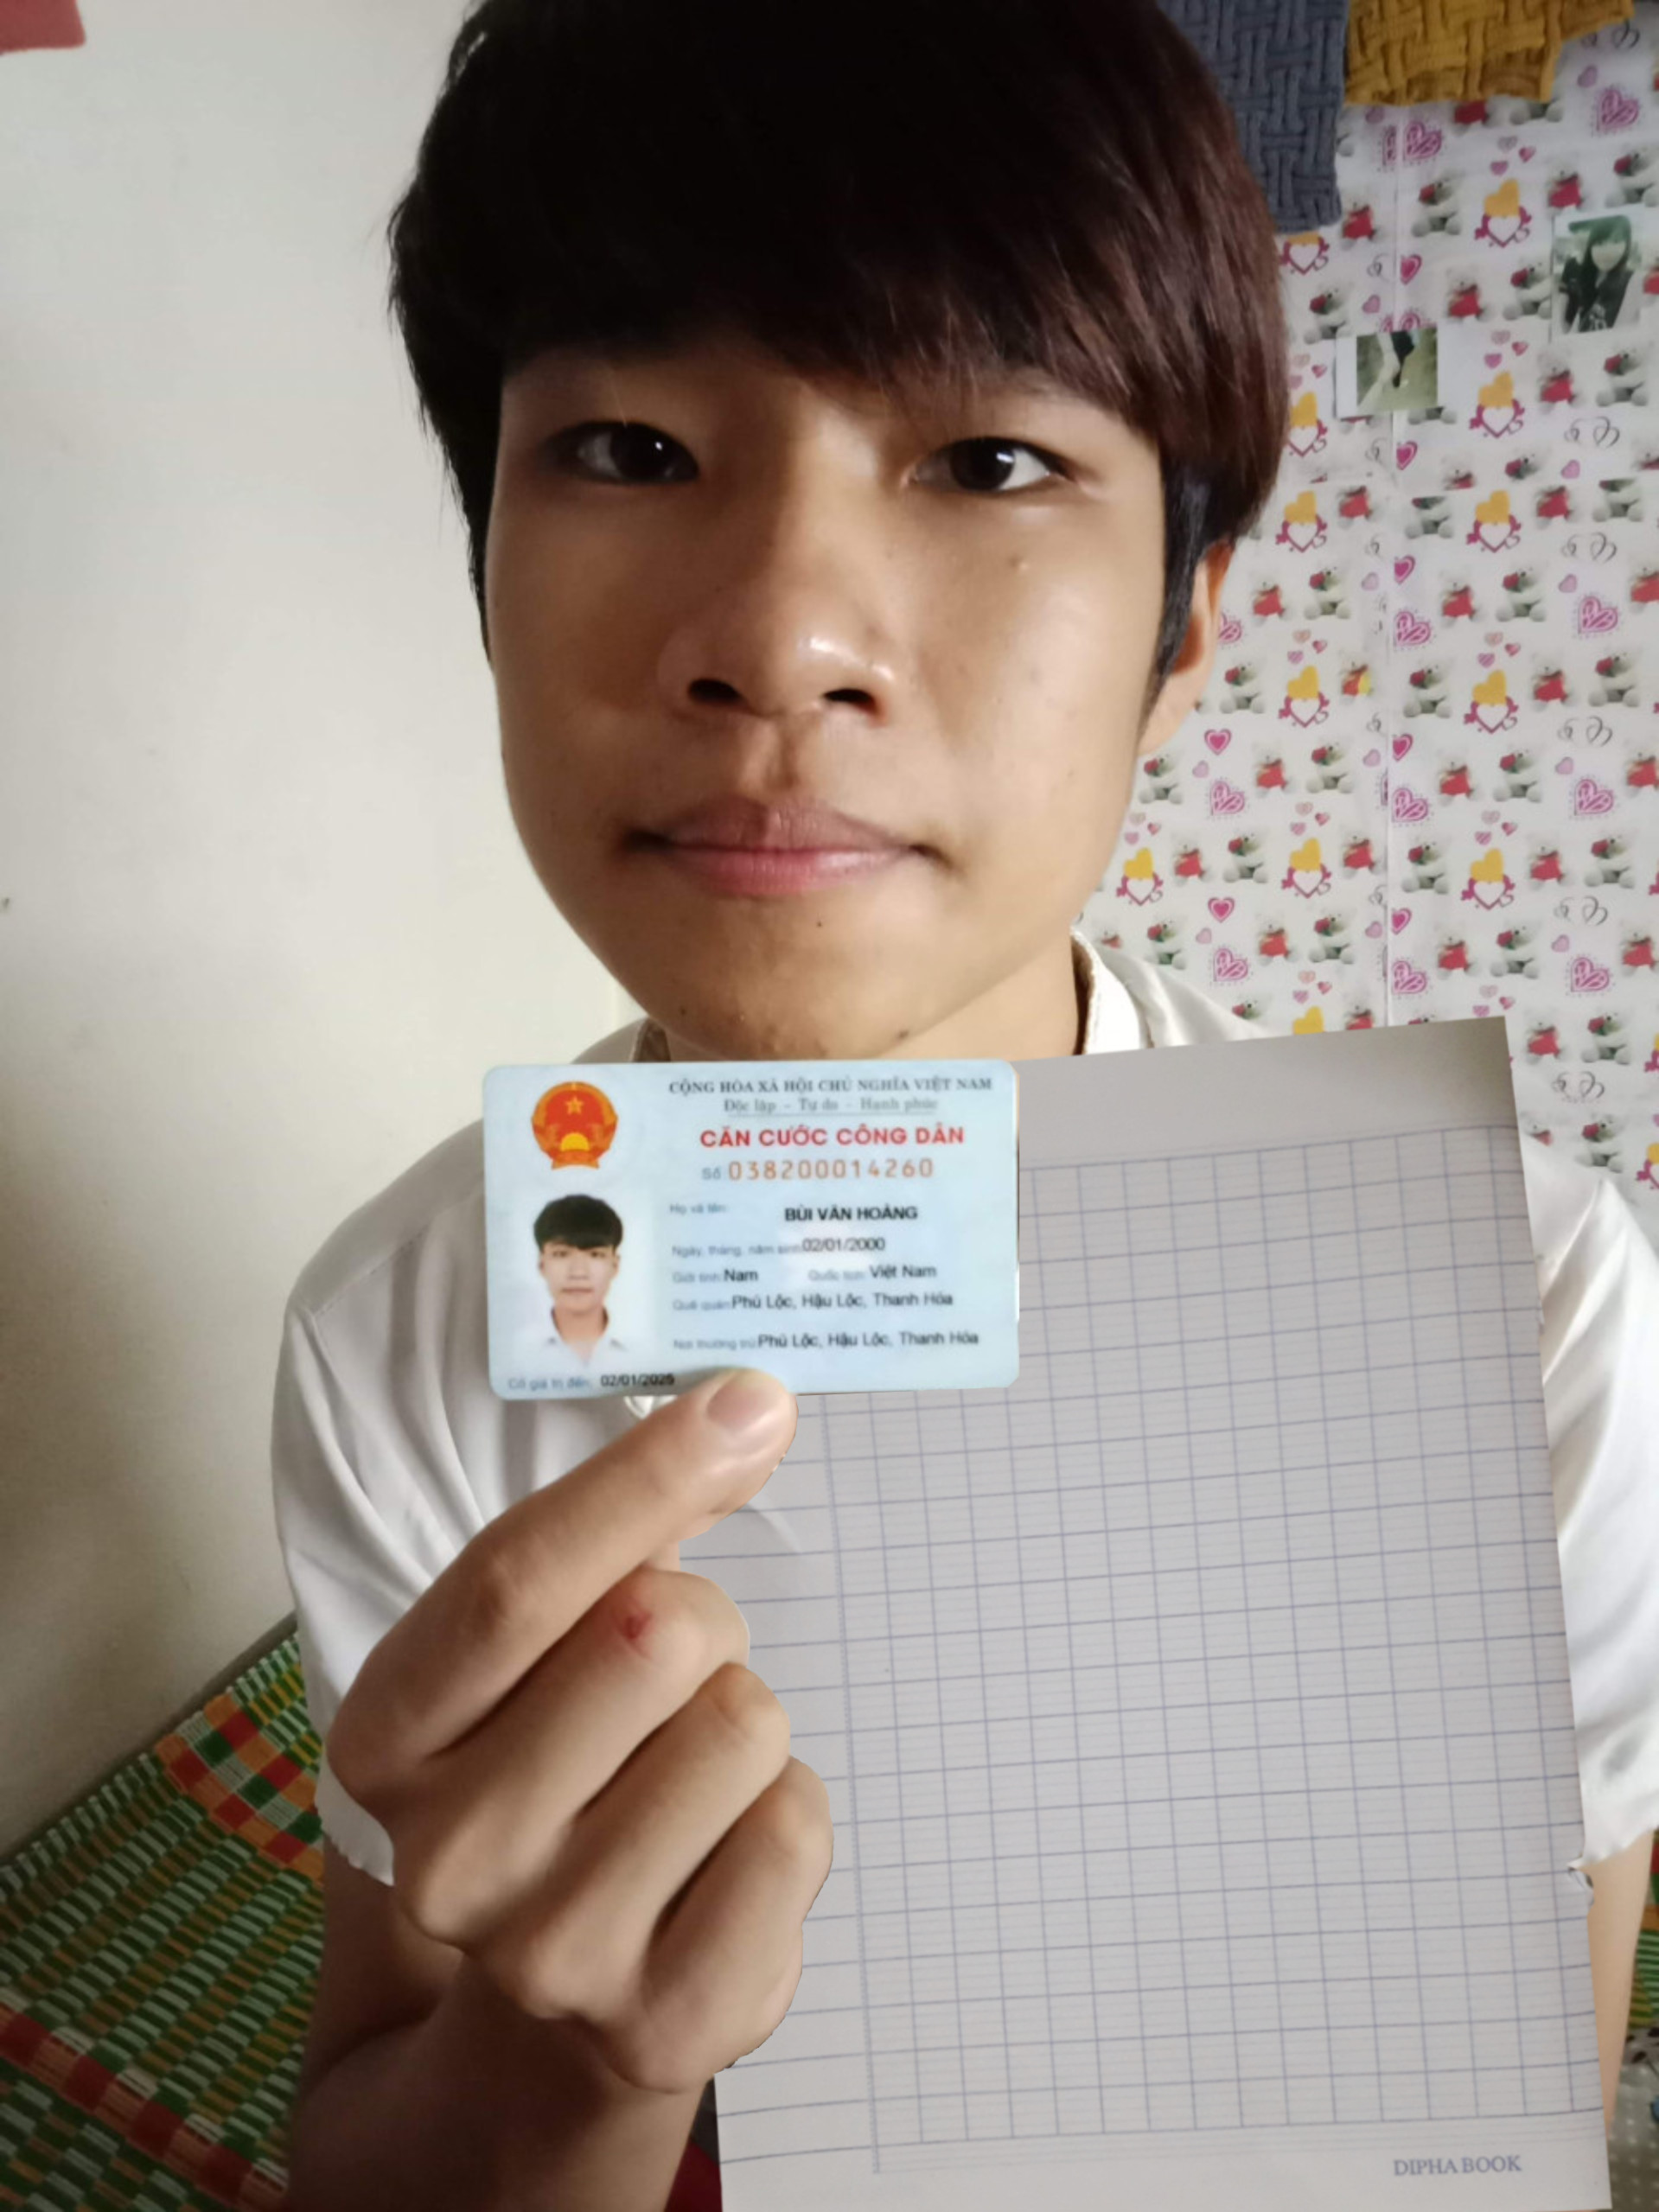 CỘNG HÒA XÃ HỘI CHỦ NGHĨA VIỆT NAM
Độc lập - Tự do - Hạnh phúc
CĂN CƯỚC CÔNG DÂN
Số 038200014260
Họ và tên:
BÙI VĂN HOÀNG
Ngày, tháng, năm sinh: 02/01/2000
Giới tính: Nam Quốc tịch: Việt Nam
Quê quán: Phú Lộc, Hậu Lộc, Thanh Hóa
Nơi thường trú: Phú Lộc, Hậu Lộc, Thanh Hóa
Có giá trị đến: 02/01/2025
DIPHA BOOK